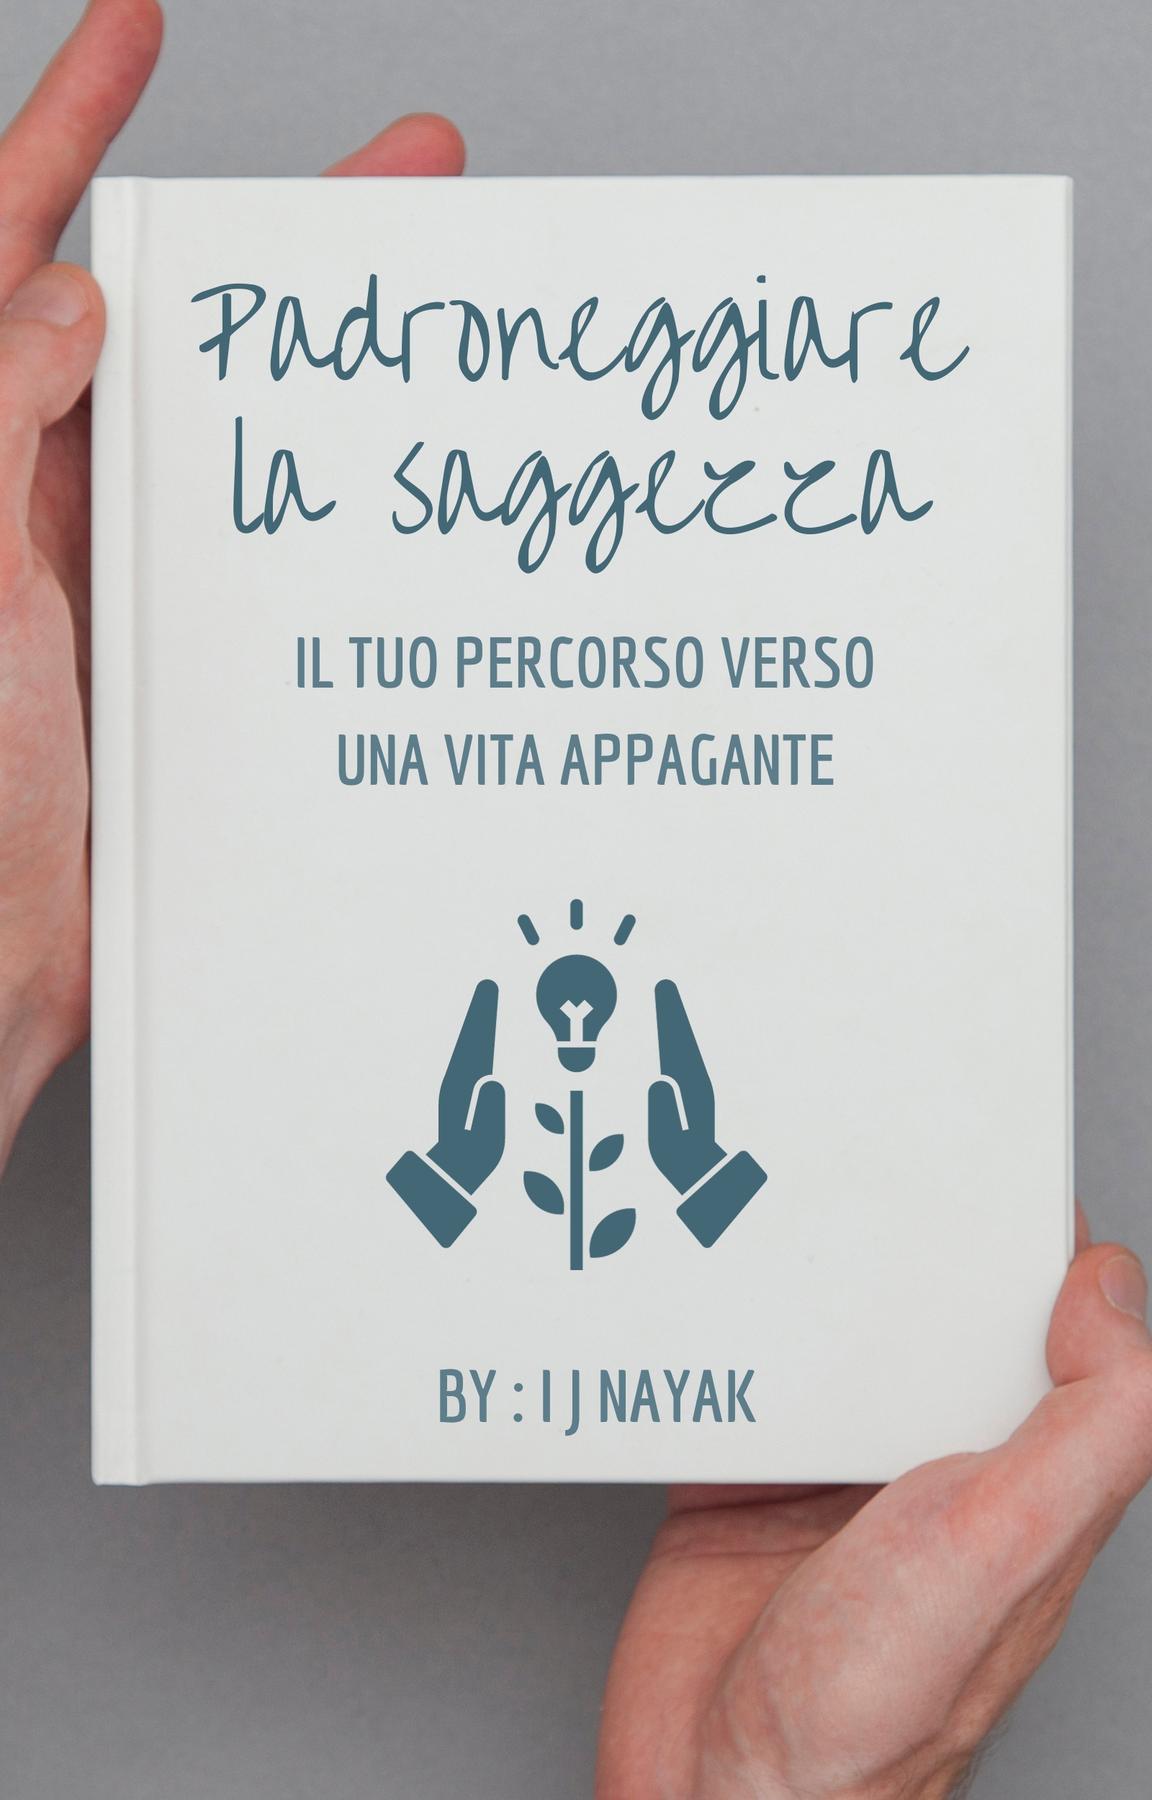 Padroneggiare
la saggezza
IL TUO PERCORSO VERSO
UNA VITA APPAGANTE
BY : I J NAYAK